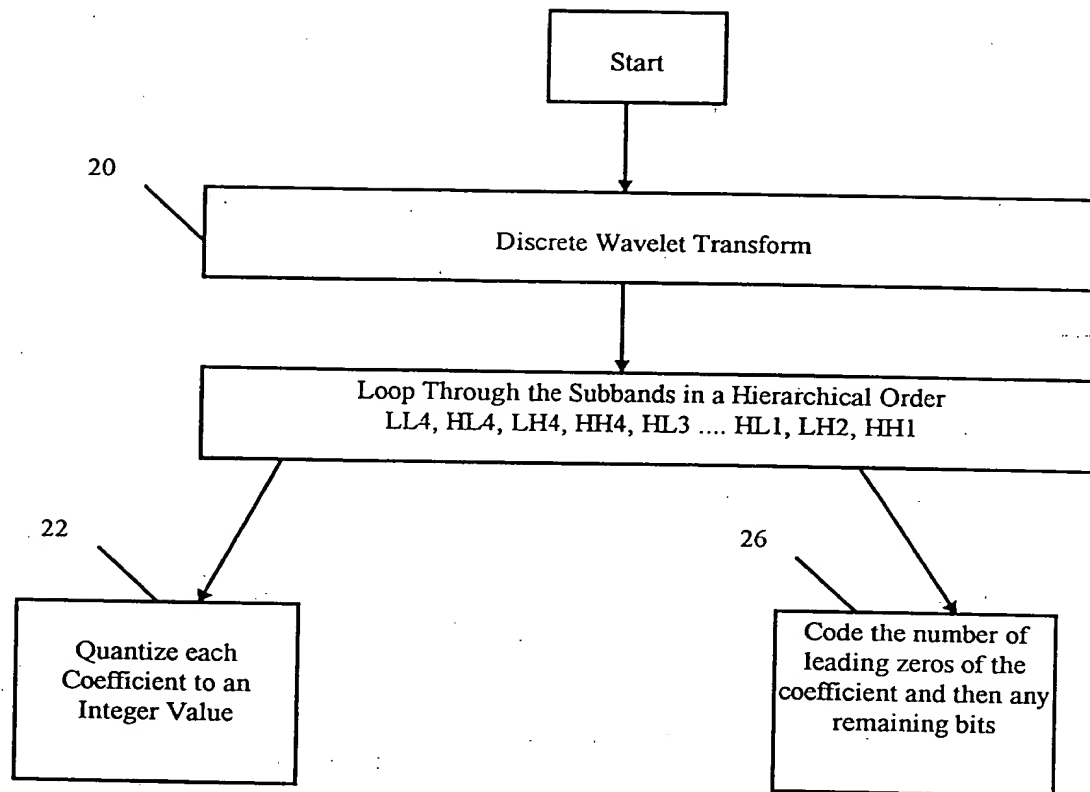 Start
20
Discrete Wavelet Transform
Loop Through the Subbands in a Hierarchical Order
LL4, HL4, LH4, HH4, HL3 .... HL1, LH2, HH1
22
26
Quantize each
Coefficient to an
Integer Value
Code the number of
leading zeros of the
coefficient and then any
remaining bits